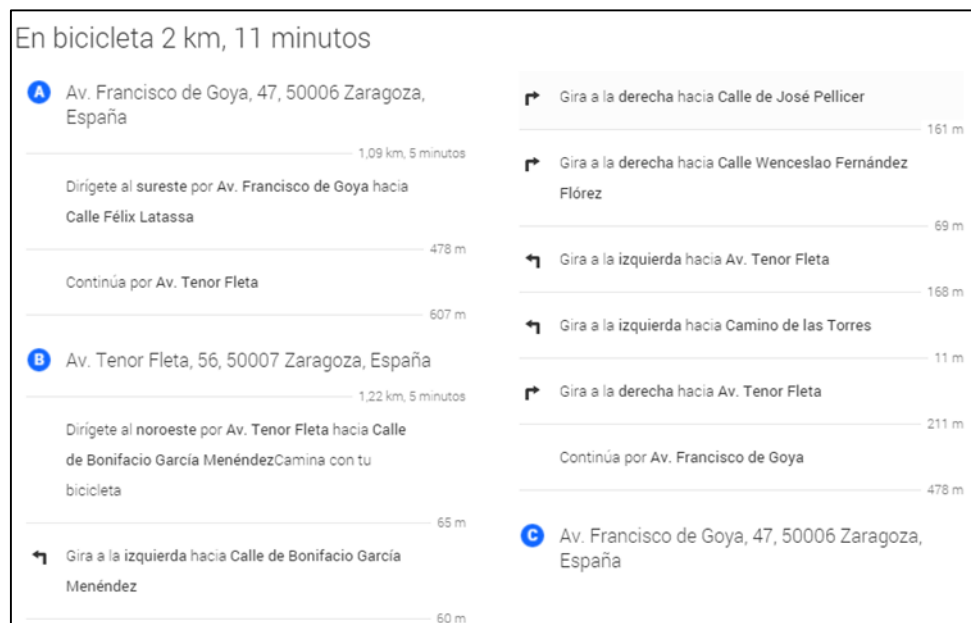 En bicicleta 2 km, 11 minutos
A
Av. Francisco de Goya, 47, 50006 Zaragoza,
España
1,09 km, 5 minutos
Dirígete al sureste por Av. Francisco de Goya hacia
Calle Félix Latassa
478 m
Continúa por Av. Tenor Fleta
607 m
B
Av. Tenor Fleta, 56, 50007 Zaragoza, España
1,22 km, 5 minutos
Dirígete al noroeste por Av. Tenor Fleta hacia Calle
de Bonifacio García MenéndezCamina con tu
bicicleta
65 m
Gira a la izquierda hacia Calle de Bonifacio García
Menéndez
60 m
Gira a la derecha hacia Calle de José Pellicer
161 m
Gira a la derecha hacia Calle Wenceslao Fernández
Flórez
69 m
Gira a la izquierda hacia Av. Tenor Fleta
168 m
Gira a la izquierda hacia Camino de las Torres
11 m
Gira a la derecha hacia Av. Tenor Fleta
211 m
Continúa por Av. Francisco de Goya
478 m
C
Av. Francisco de Goya, 47, 50006 Zaragoza,
España